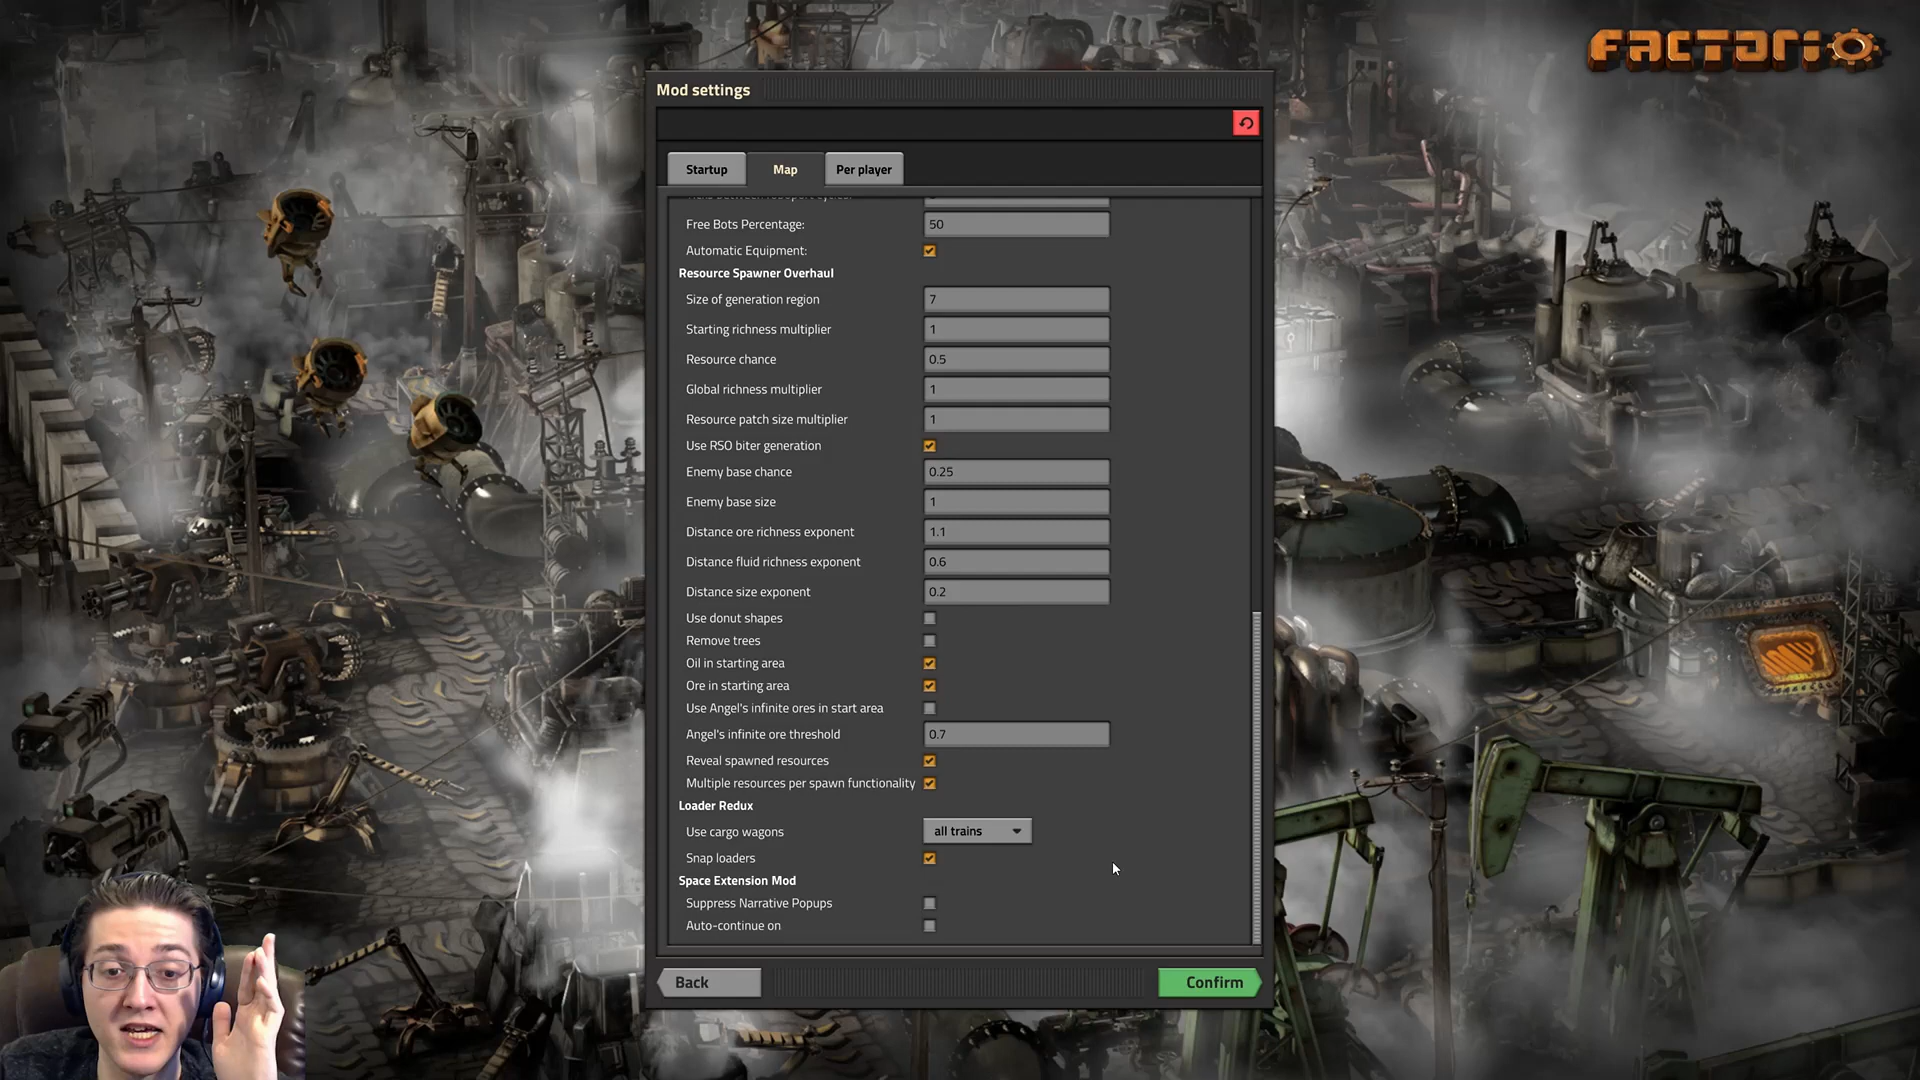 FACTORIO
Mod settings
Startup
Map
Per player
Free Bots Percentage:
50
Automatic Equipment:
Resource Spawner Overhaul
Size of generation region
7
Starting richness multiplier
1
Resource chance
0.5
Global richness multiplier
1
Resource patch size multiplier
1
Use RSO biter generation
Enemy base chance
0.25
Enemy base size
1
Distance ore richness exponent
1.1
Distance fluid richness exponent
0.6
Distance size exponent
0.2
Use donut shapes
Remove trees
Oil in starting area
Ore in starting area
Use Angel's infinite ores in start area
Angel's infinite ore threshold
0.7
Reveal spawned resources
Multiple resources per spawn functionality
Loader Redux
Use cargo wagons
all trains
Snap loaders
Space Extension Mod
Suppress Narrative Popups
Auto-continue on
Back
Confirm